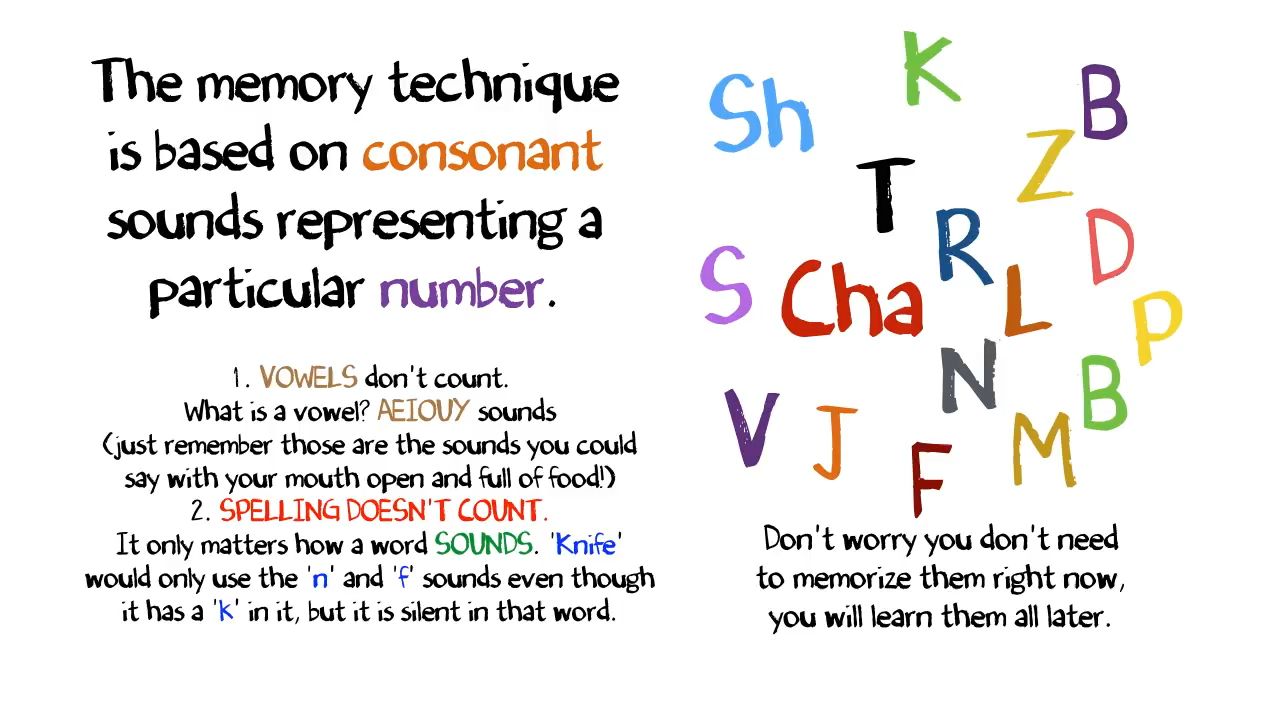 The memory technique
is based on consonant
sounds representing a
particular number.
1. VOWELS don't count.
What is a vowel? AEIOUY sounds
(just remember those are the sounds you could
say with your mouth open and full of food!)
2. SPELLING DOESN'T COUNT.
It only matters how a word SOUNDS. 'Knife'
would only use the 'n' and 'f' sounds even though
it has a 'k' in it, but it is silent in that word.
K
Sh
B
Z
T
R
D
S
Cha
L
P
N
B
V
J
M
F
Don't worry you don't need
to memorize them right now,
you will learn them all later.